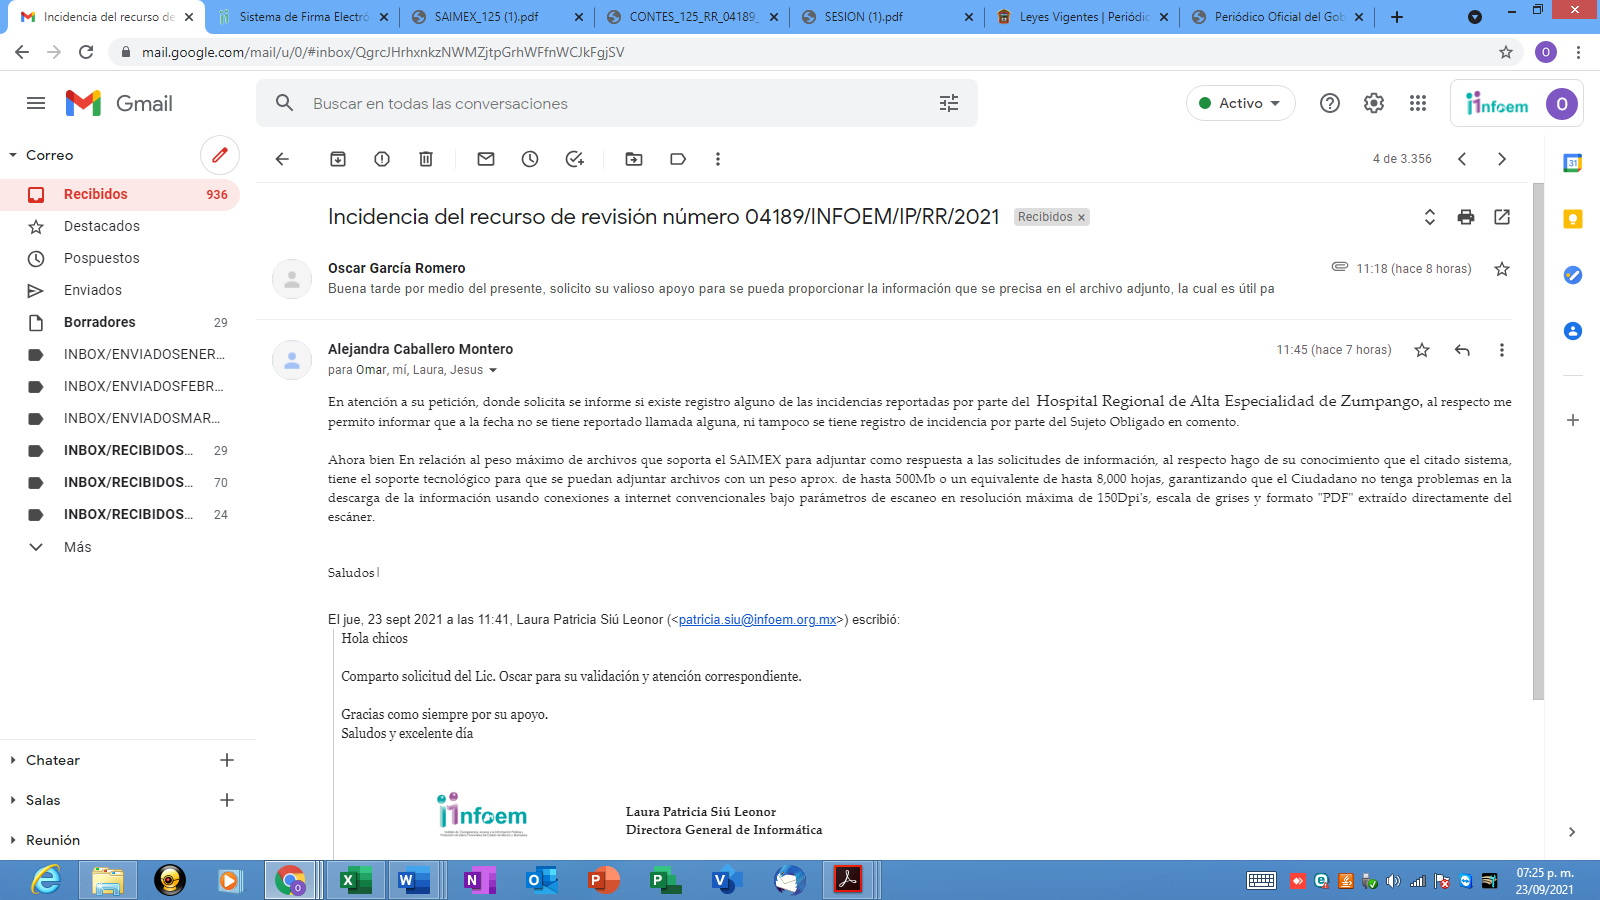 Incidencia del recurso de
Sistema de Firma Electró
SAIMEX_125 (1).pdf
CONTES_125_RR_04189_
SESION (1).pdf
Leyes Vigentes | Periódic
Periódico Oficial del Gob
mail.google.com/mail/u/0/#inbox/QgrcJHrhxnkzNWMZjtpGrhWFfnWCJkFgjSV
O
Gmail
Buscar en todas las conversaciones
Activo
infoem
O
Correo
4 de 3.356
31
Recibidos 936
Destacados
Pospuestos
Enviados
Borradores 29
INBOX/ENVIADOSENER...
INBOX/ENVIADOSFEBR...
INBOX/ENVIADOSMAR...
INBOX/RECIBIDOS... 29
INBOX/RECIBIDOS... 70
INBOX/RECIBIDOS... 24
Más
Chatear
Salas
Reunión
Incidencia del recurso de revisión número 04189/INFOEM/IP/RR/2021 Recibidos x
Oscar García Romero 11:18 (hace 8 horas)
Buena tarde por medio del presente, solicito su valioso apoyo para se pueda proporcionar la información que se precisa en el archivo adjunto, la cual es útil pa
Alejandra Caballero Montero 11:45 (hace 7 horas)
para Omar, mí, Laura, Jesus
En atención a su petición, donde solicita se informe si existe registro alguno de las incidencias reportadas por parte del Hospital Regional de Alta Especialidad de Zumpango, al respecto me
permito informar que a la fecha no se tiene reportado llamada alguna, ni tampoco se tiene registro de incidencia por parte del Sujeto Obligado en comento.
Ahora bien En relación al peso máximo de archivos que soporta el SAIMEX para adjuntar como respuesta a las solicitudes de información, al respecto hago de su conocimiento que el citado sistema,
tiene el soporte tecnológico para que se puedan adjuntar archivos con un peso aprox. de hasta 500Mb o un equivalente de hasta 8,000 hojas, garantizando que el Ciudadano no tenga problemas en la
descarga de la información usando conexiones a internet convencionales bajo parámetros de escaneo en resolución máxima de 150Dpi's, escala de grises y formato "PDF" extraído directamente del
escáner.
Saludos|
El jue, 23 sept 2021 a las 11:41, Laura Patricia Siú Leonor (<patricia.siu@infoem.org.mx>) escribió:
Hola chicos
Comparto solicitud del Lic. Oscar para su validación y atención correspondiente.
Gracias como siempre por su apoyo.
Saludos y excelente día
infoem
Laura Patricia Siú Leonor
Directora General de Informática
07:25 p. m.
23/09/2021